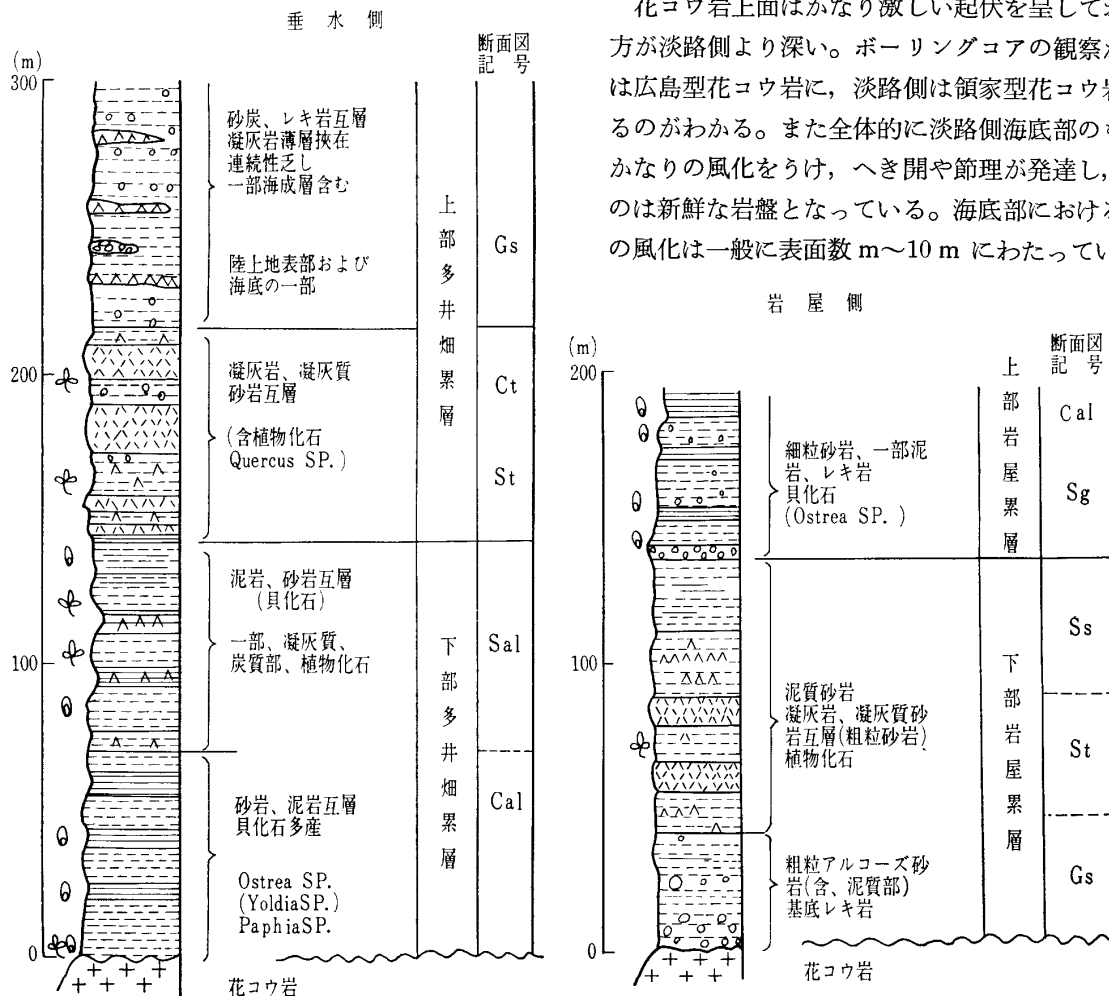 垂水側
(m)
断面図
記号
300
砂炭、レキ岩互層
凝灰岩薄層挟在
連続性乏し
一部海成層含む
陸上地表部および
海底の一部
Gs
200
凝灰岩、凝灰質
砂岩互層
(含植物化石
Quercus SP.)
Ct
St
上部多井畑累層
泥岩、砂岩互層
(貝化石)
一部、凝灰質、
炭質部、植物化石
100
Sal
砂岩、泥岩互層
貝化石多産
Ostrea SP.
(YoldiaSP.)
PaphiaSP.
Cal
下部多井畑累層
0
花コウ岩
花コウ岩上面はかなり激しい起伏を呈して
方が淡路側より深い。ボーリングコアの観察
は広島型花コウ岩に，淡路側は領家型花コウ岩
るのがわかる。また全体的に淡路側海底部の
かなりの風化をうけ，へき開や節理が発達し，
のは新鮮な岩盤となっている。海底部における
の風化は一般に表面数 m～10 m にわたってい
岩屋側
(m)
断面図
記号
200
細粒砂岩、一部泥
岩、レキ岩
貝化石
(Ostrea SP. )
上部岩屋累層
Cal
Sg
100
泥質砂岩
凝灰岩、凝灰質砂
岩互層(粗粒砂岩)
植物化石
Ss
St
粗粒アルコーズ砂
岩(含、泥質部)
基底レキ岩
下部岩屋累層
Gs
0
花コウ岩